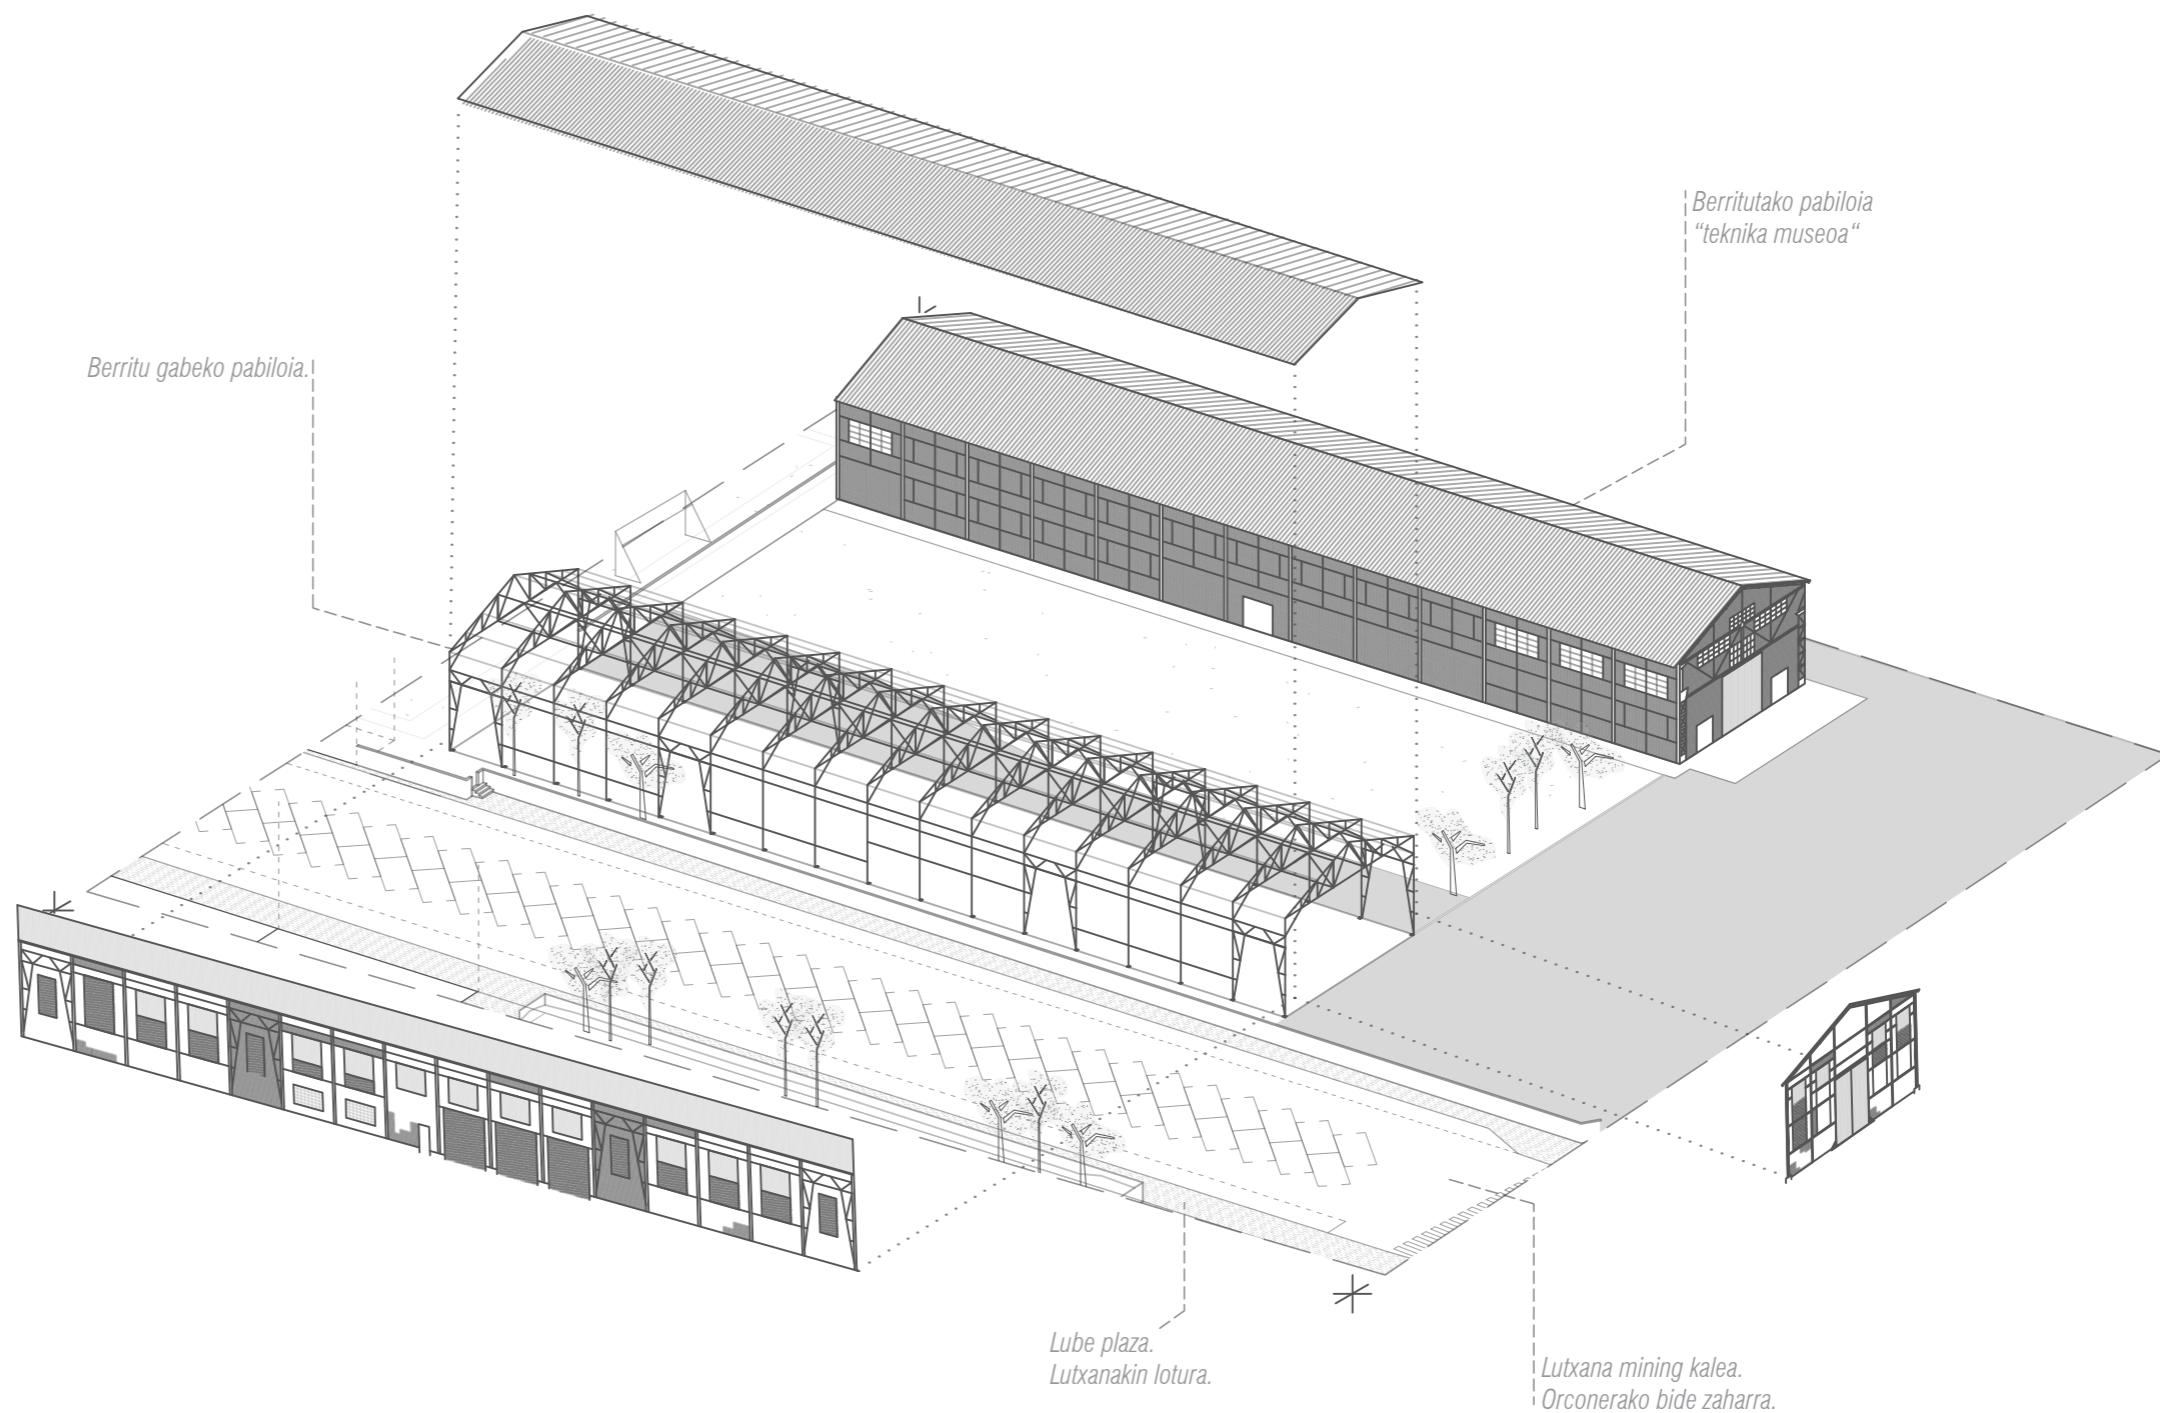 Berritutako pabiloia
“teknika museoa“
Berritu gabeko pabiloia.
Lube plaza.
Lutxanakin lotura.
Lutxana mining kalea.
Orconerako bide zaharra.